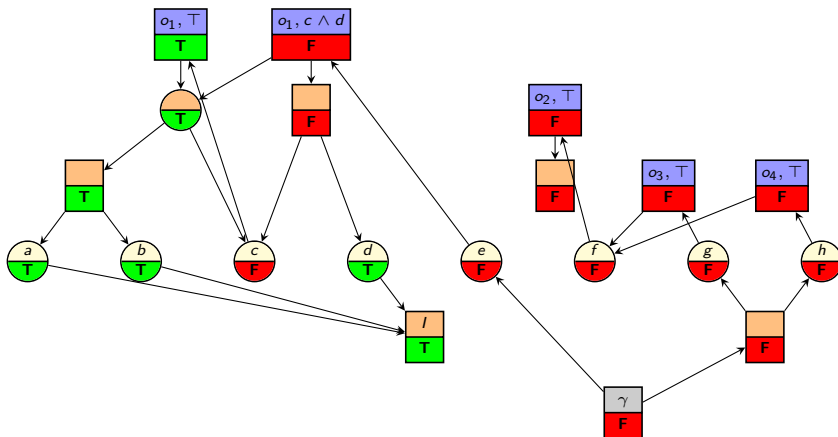 o₁, ⊤
T
o₁, c ∧ d
F
T
F
o₂, ⊤
F
T
F
o₃, ⊤
F
o₄, ⊤
F
a
T
b
T
c
F
d
T
e
F
f
F
g
F
h
F
I
T
F
γ
F